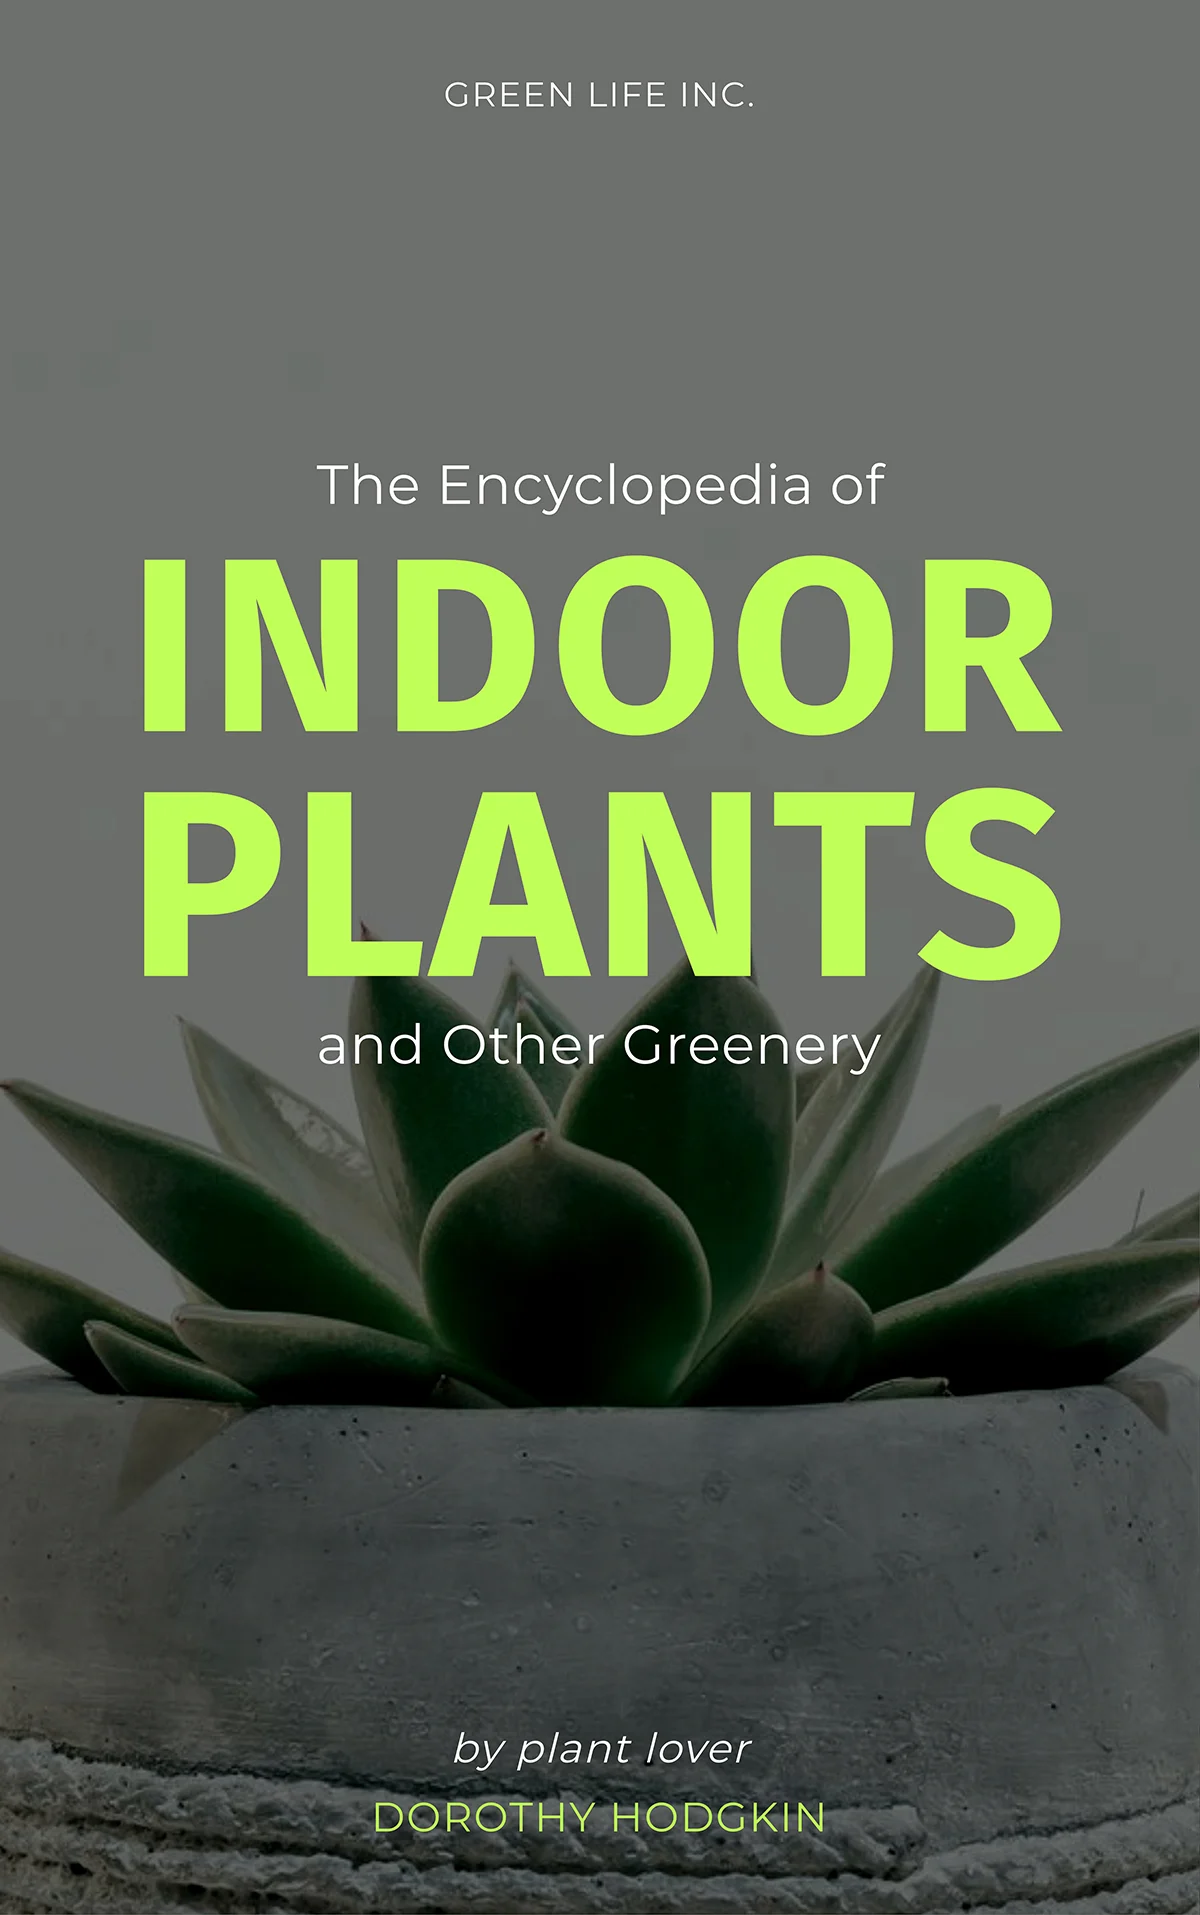 GREEN LIFE INC.
The Encyclopedia of
INDOOR
PLANTS
and Other Greenery
by plant lover
DOROTHY HODGKIN